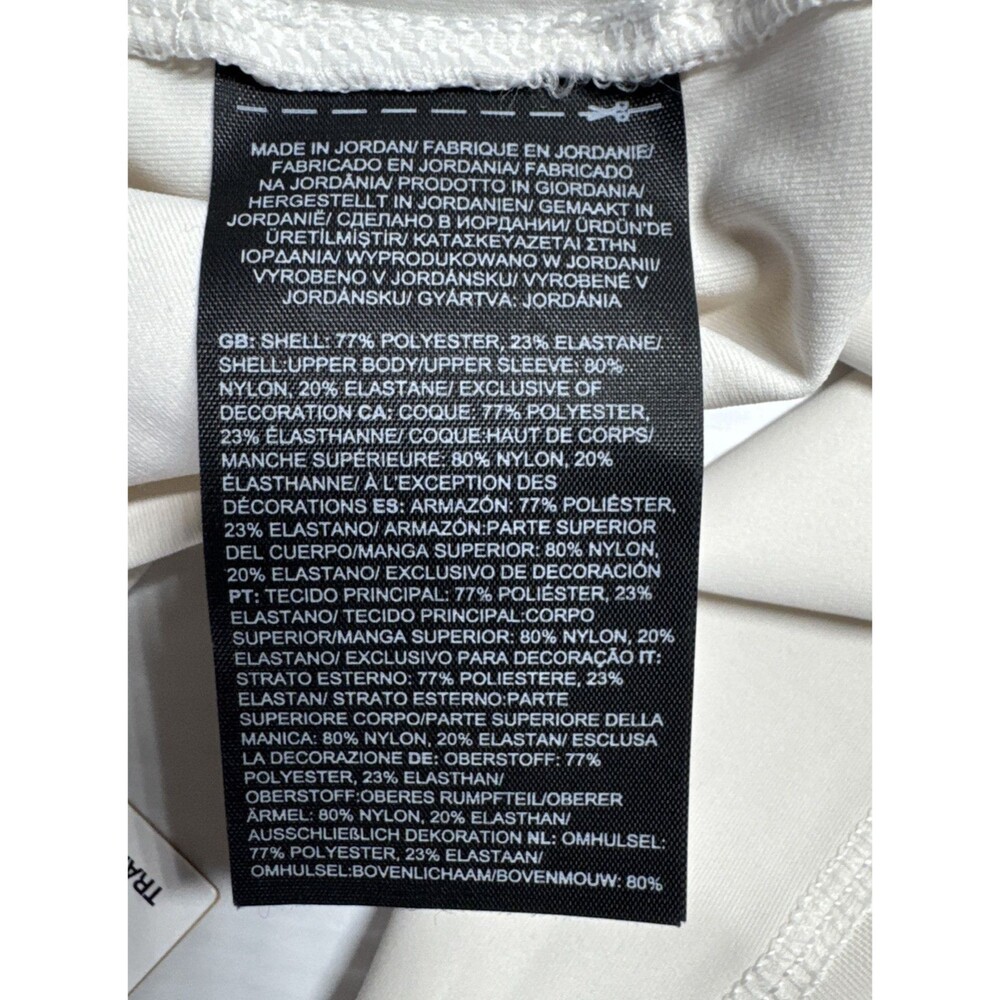 MADE IN JORDAN/ FABRIQUE EN JORDANIE/
FABRICADO EN JORDANIA/ FABRICADO
NA JORDÂNIA/ PRODOTTO IN GIORDANIA/
HERGESTELLT IN JORDANIEN/ GEMAAKT IN
JORDANIË/ СДЕЛАНО В ИОРДАНИИ/ ÜRDÜN'DE
ÜRETİLMİŞTİR/ ΚΑΤΑΣΚΕΥΑΖΕΤΑΙ ΣΤΗΝ
ΙΟΡΔΑΝΙΑ/ WYPRODUKOWANO W JORDANII/
VYROBENO V JORDÁNSKU/ VYROBENÉ V
JORDÁNSKU/ GYÁRTVA: JORDÁNIA
GB: SHELL: 77% POLYESTER, 23% ELASTANE/
SHELL:UPPER BODY/UPPER SLEEVE: 80%
NYLON, 20% ELASTANE/ EXCLUSIVE OF
DECORATION CA: COQUE: 77% POLYESTER,
23% ÉLASTHANNE/ COQUE:HAUT DE CORPS/
MANCHE SUPÉRIEURE: 80% NYLON, 20%
ÉLASTHANNE/ À L'EXCEPTION DES
DÉCORATIONS ES: ARMAZÓN: 77% POLIÉSTER,
23% ELASTANO/ ARMAZÓN:PARTE SUPERIOR
DEL CUERPO/MANGA SUPERIOR: 80% NYLON,
20% ELASTANO/ EXCLUSIVO DE DECORACIÓN
PT: TECIDO PRINCIPAL: 77% POLIÉSTER, 23%
ELASTANO/ TECIDO PRINCIPAL:CORPO
SUPERIOR/MANGA SUPERIOR: 80% NYLON, 20%
ELASTANO/ EXCLUSIVO PARA DECORAÇÃO IT:
STRATO ESTERNO: 77% POLIESTERE, 23%
ELASTAN/ STRATO ESTERNO:PARTE
SUPERIORE CORPO/PARTE SUPERIORE DELLA
MANICA: 80% NYLON, 20% ELASTAN/ ESCLUSA
LA DECORAZIONE DE: OBERSTOFF: 77%
POLYESTER, 23% ELASTHAN/
OBERSTOFF:OBERES RUMPFTEIL/OBERER
ÄRMEL: 80% NYLON, 20% ELASTHAN/
AUSSCHLIEßLICH DEKORATION NL: OMHULSEL:
77% POLYESTER, 23% ELASTAAN/
OMHULSEL:BOVENLICHAAM/BOVENMOUW: 80%